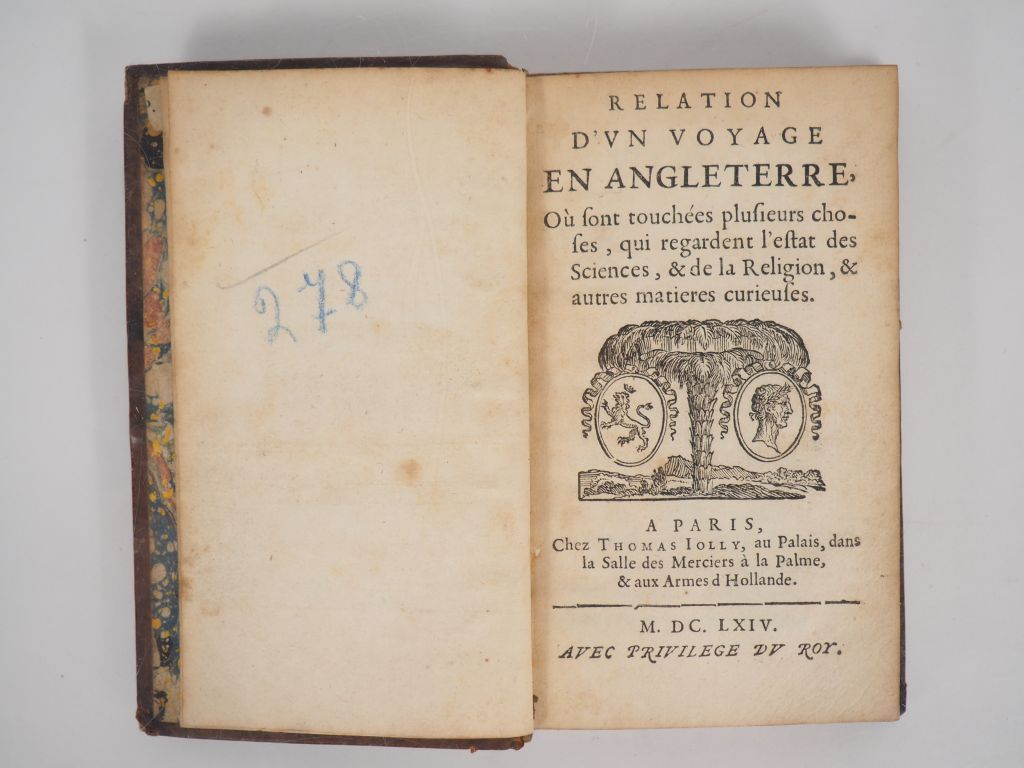 278
RELATION
D'VN VOYAGE
EN ANGLETERRE,
Où ſont touchées pluſieurs cho-
ſes, qui regardent l'eſtat des
Sciences, & de la Religion, &
autres matieres curieuſes.
A PARIS,
Chez THOMAS IOLLY, au Palais, dans
la Salle des Merciers à la Palme,
& aux Armes d Hollande.
M. DC. LXIV.
AVEC PRIVILEGE DV ROY.